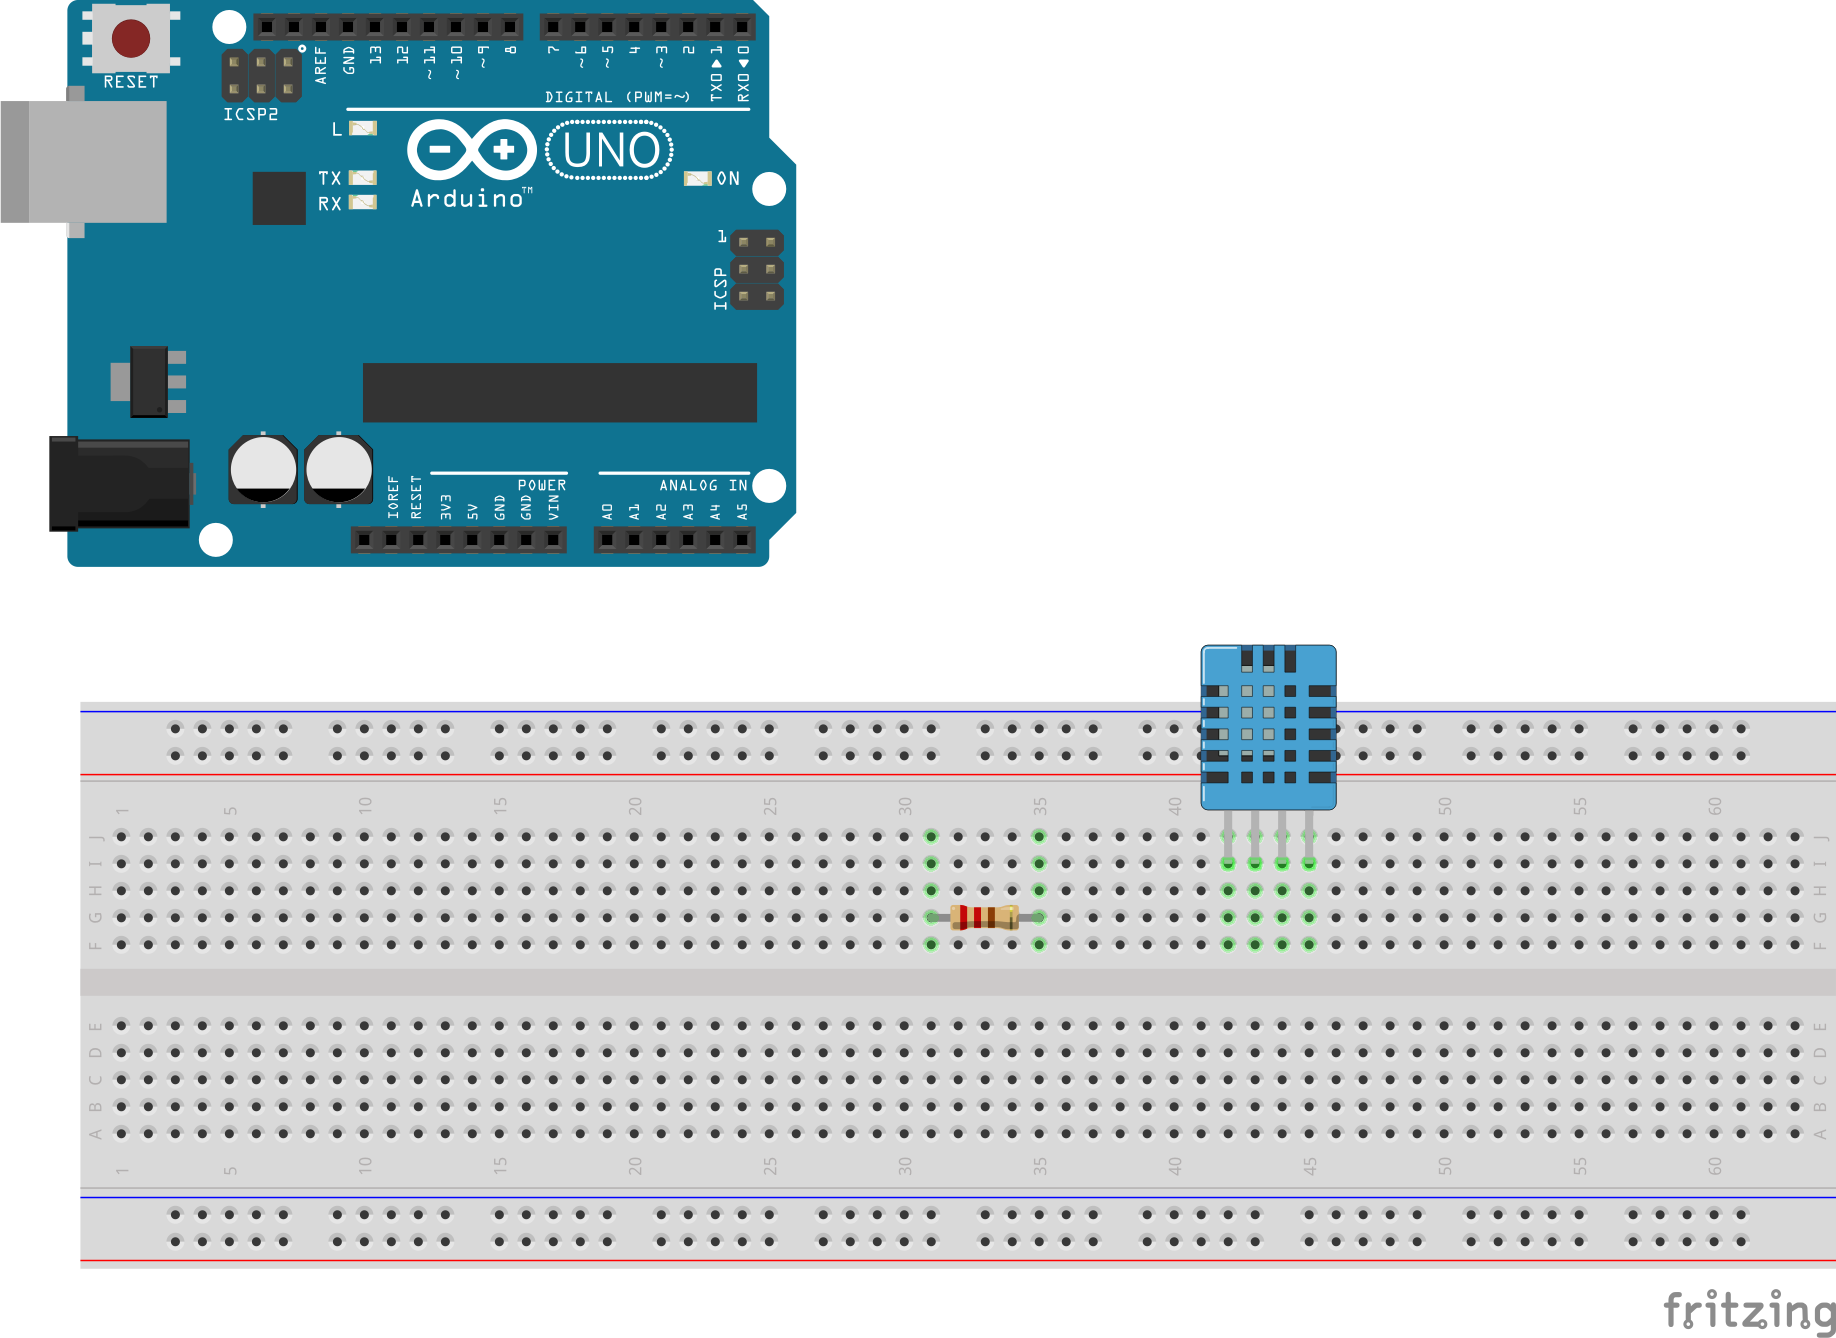 RESET
ICSP2
AREF
GND
13
12
~11
~10
~9
8
7
~6
~5
4
~3
2
TX0▶1
RX0◀0
DIGITAL (PWM=~)
L
TX
RX
Arduino™
UNO
ON
1
ICSP
POWER
ANALOG IN
IOREF
RESET
3V3
5V
GND
GND
VIN
A0
A1
A2
A3
A4
A5
1 5 10 15 20 25 30 35 40 50 55 60
J J
I I
H H
G G
F F
E E
D D
C C
B B
A A
1 5 10 15 20 25 30 35 40 45 50 55 60
fritzing